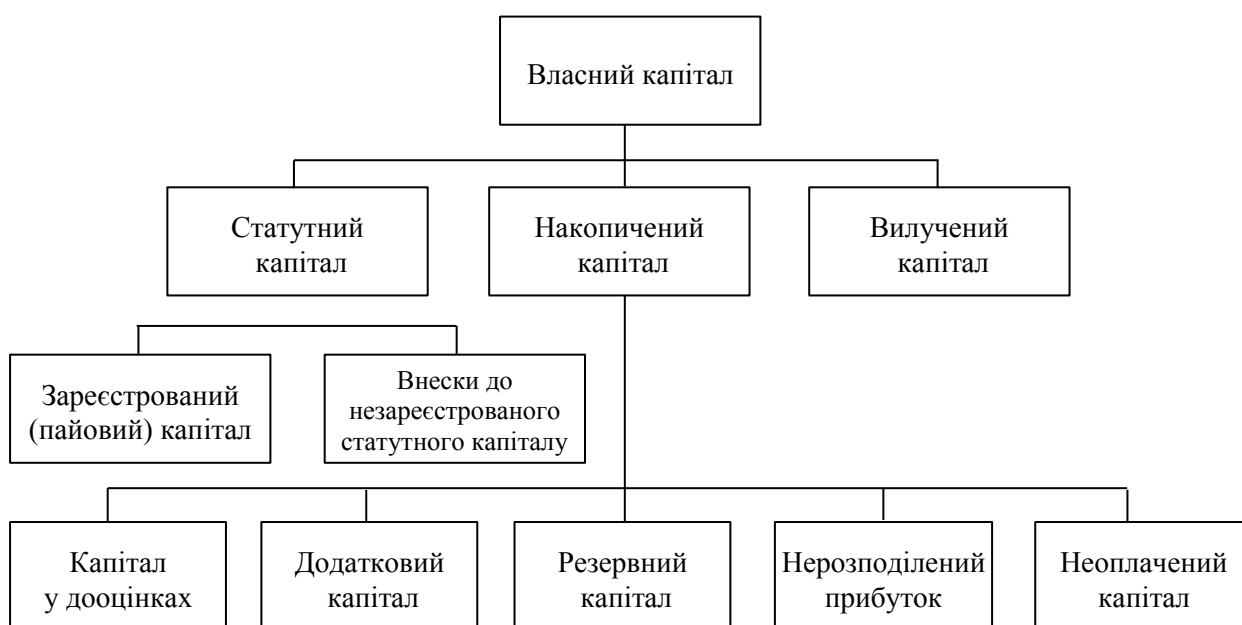 Власний капітал
Статутний
капітал
Накопичений
капітал
Вилучений
капітал
Зареєстрований
(пайовий) капітал
Внески до
незареєстрованого
статутного капіталу
Капітал
у дооцінках
Додатковий
капітал
Резервний
капітал
Нерозподілений
прибуток
Неоплачений
капітал